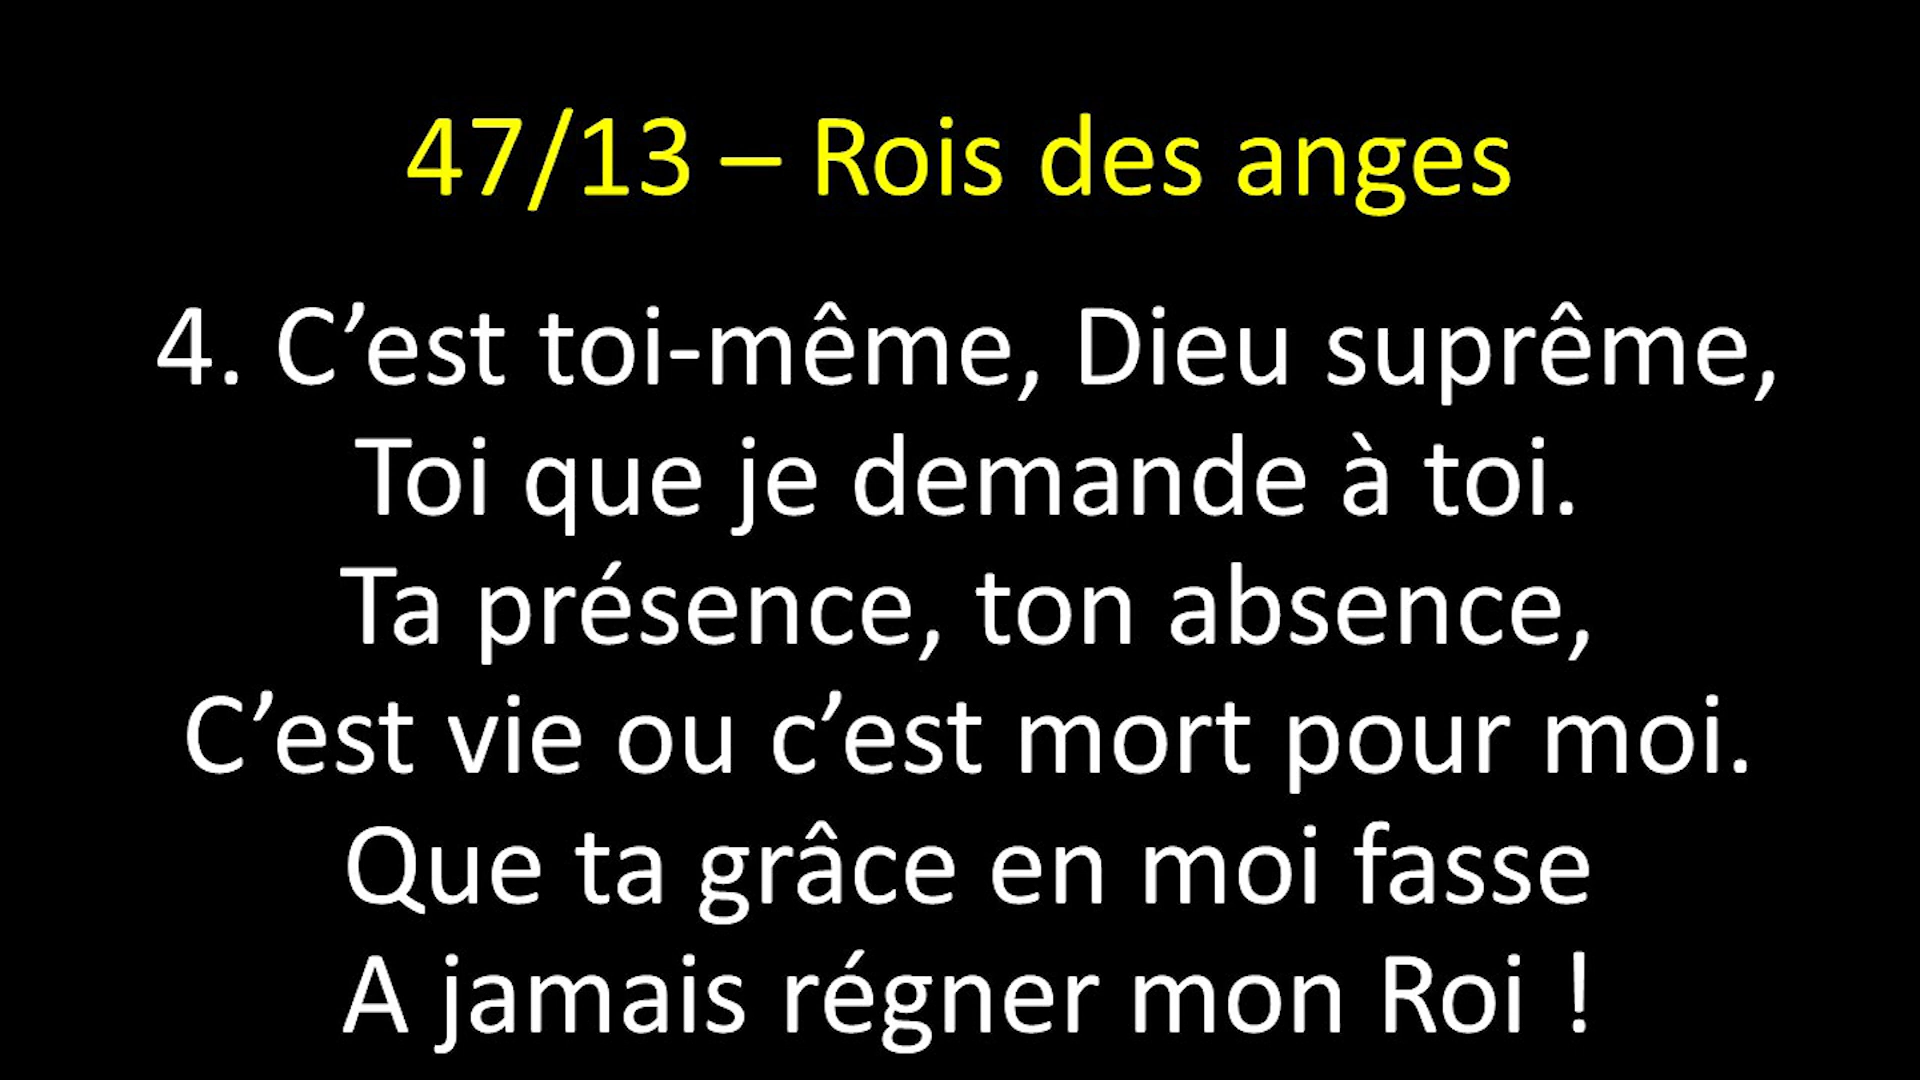 47/13 – Rois des anges
4. C’est toi-même, Dieu suprême,
Toi que je demande à toi.
Ta présence, ton absence,
C’est vie ou c’est mort pour moi.
Que ta grâce en moi fasse
A jamais régner mon Roi !